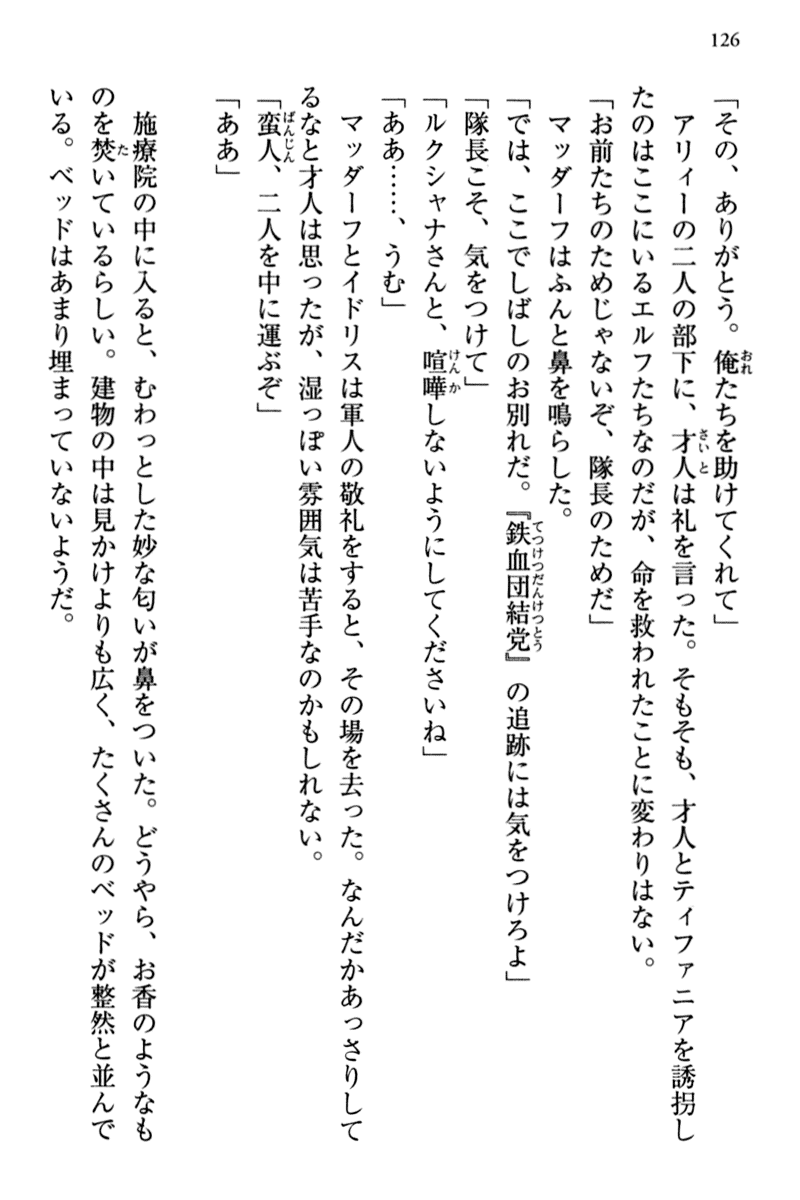 126
「その、ありがとう。俺たちを助けてくれて」
アリィーの二人の部下に、才人は礼を言った。そもそも、才人とティファニアを誘拐し
たのはここにいるエルフたちなのだが、命を救われたことに変わりはない。
「お前たちのためじゃないぞ、隊長のためだ」
マッダーフはふんと鼻を鳴らした。
「では、ここでしばしのお別れだ。『鉄血団結党』の追跡には気をつけろよ」
「隊長こそ、気をつけて」
「ルクシャナさんと、喧嘩しないようにしてくださいね」
「ああ……、うむ」
マッダーフとイドリスは軍人の敬礼をすると、その場を去った。なんだかあっさりして
るなと才人は思ったが、湿っぽい雰囲気は苦手なのかもしれない。
「蛮人、二人を中に運ぶぞ」
「ああ」
施療院の中に入ると、むわっとした妙な匂いが鼻をついた。どうやら、お香のようなも
のを焚いているらしい。建物の中は見かけよりも広く、たくさんのベッドが整然と並んで
いる。ベッドはあまり埋まっていないようだ。